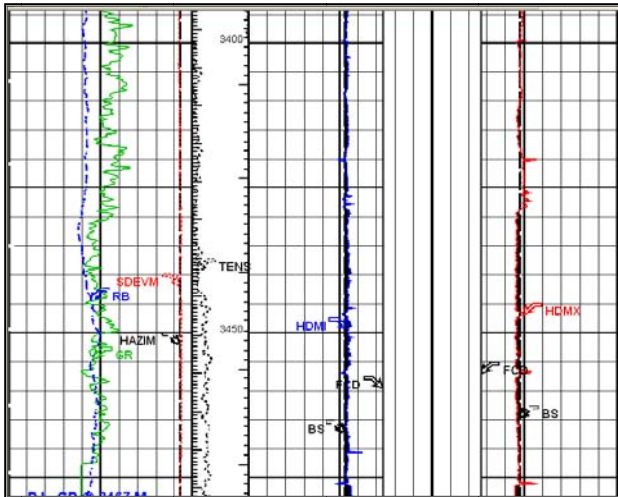 3400
TENS
SDEVM
RB
HDMX
HDMI
3450
HAZIM
GR
FCD
FCD
BS
BS